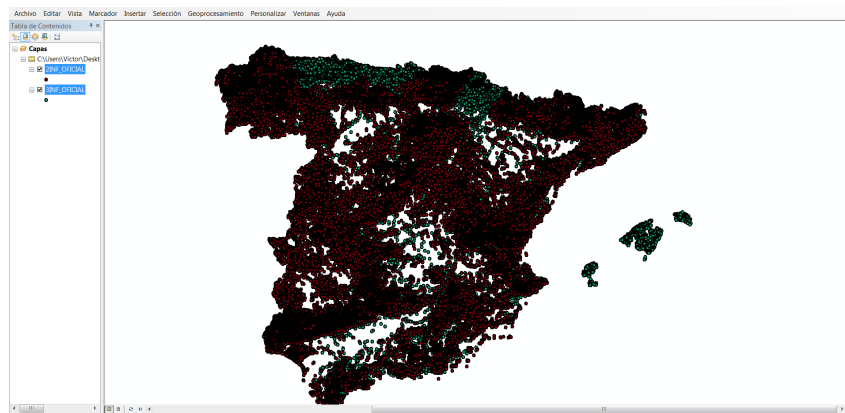 Archivo Editar Vista Marcador Insertar Selección Geoprocesamiento Personalizar Ventanas Ayuda
Tabla de Contenidos
Capas
C:\Users\Victor\Deskt
2INF_OFICIAL
3INF_OFICIAL